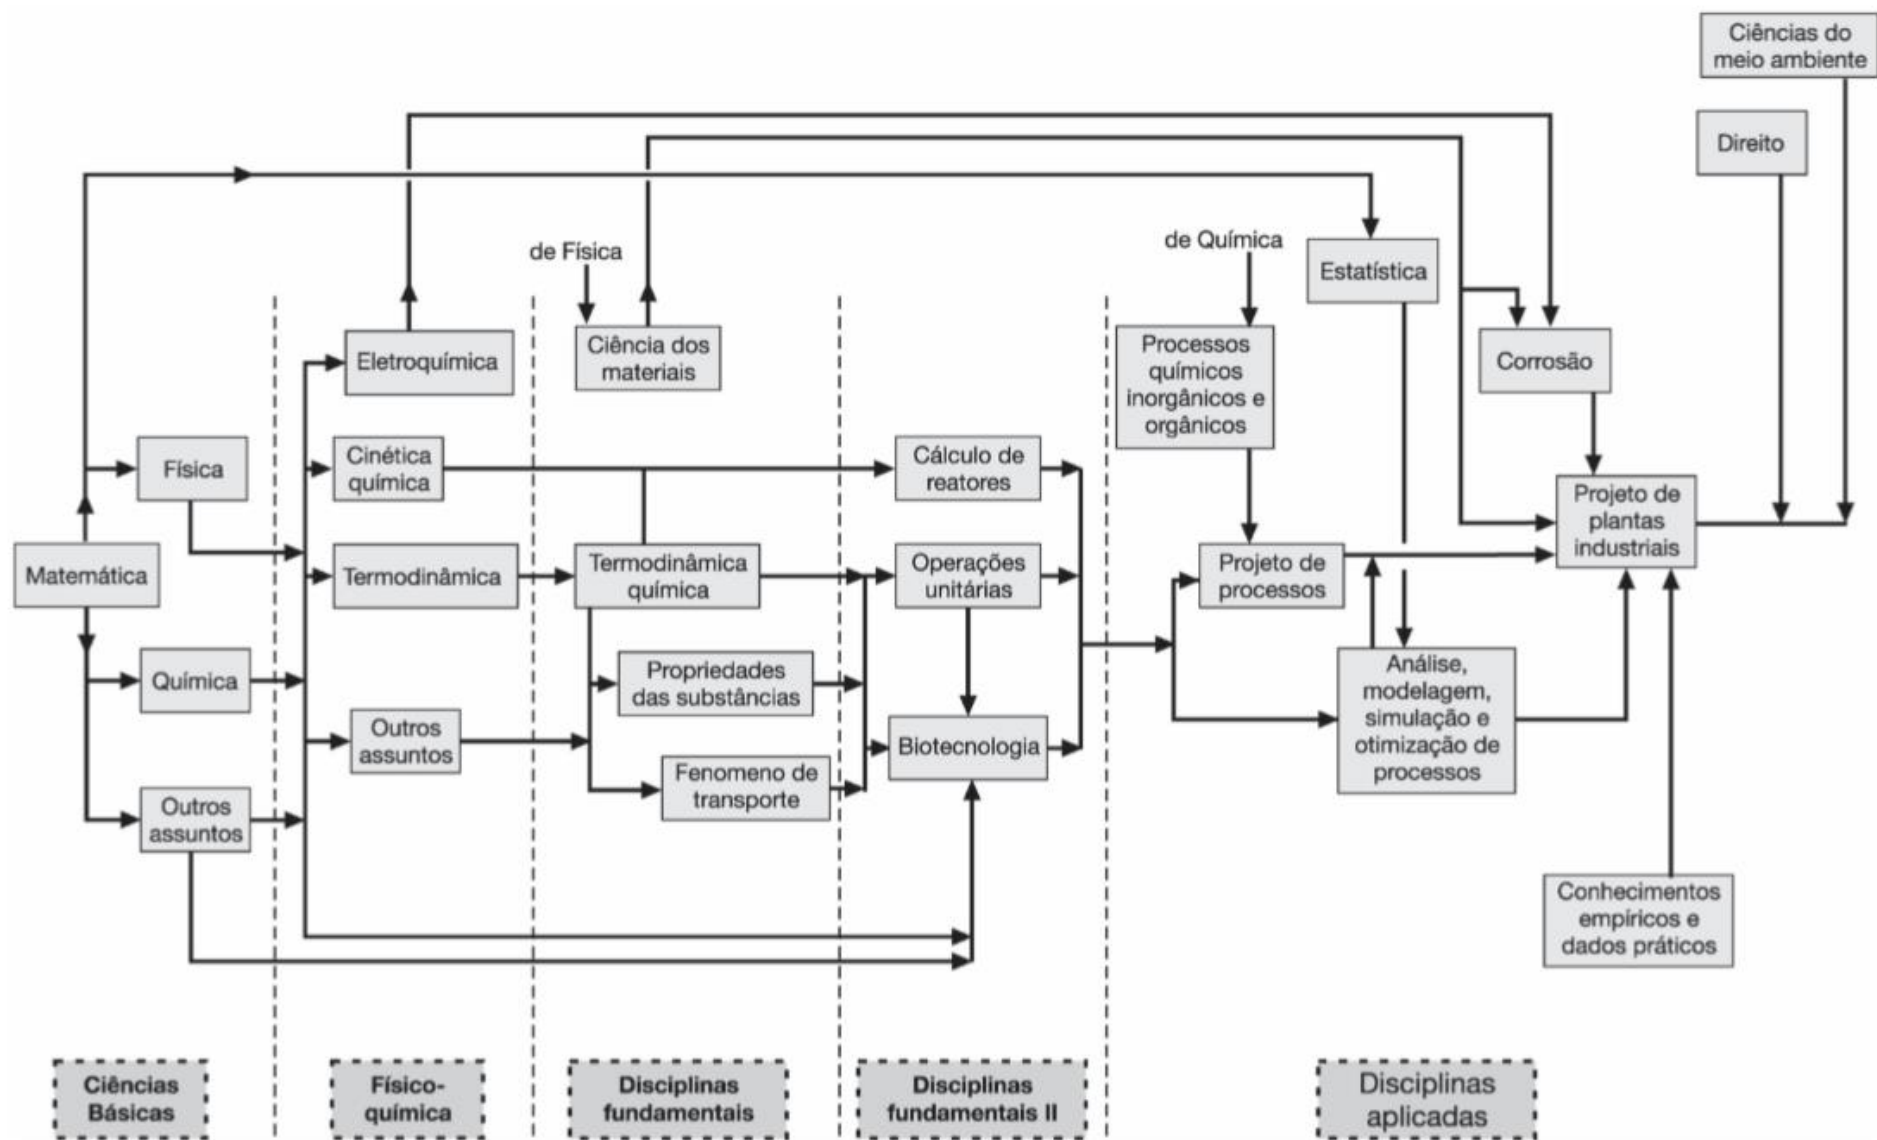 Ciências do
meio ambiente
Direito
de Física
de Química
Estatística
Eletroquímica
Ciência dos
materiais
Processos
químicos
inorgânicos e
orgânicos
Corrosão
Física
Cinética
química
Cálculo de
reatores
Projeto de
plantas
industriais
Matemática
Termodinâmica
Termodinâmica
química
Operações
unitárias
Projeto de
processos
Química
Propriedades
das substâncias
Análise,
modelagem,
simulação e
otimização de
processos
Outros
assuntos
Biotecnologia
Fenomeno de
transporte
Outros
assuntos
Conhecimentos
empíricos e
dados práticos
Ciências
Básicas
Físico-
química
Disciplinas
fundamentais
Disciplinas
fundamentais II
Disciplinas
aplicadas